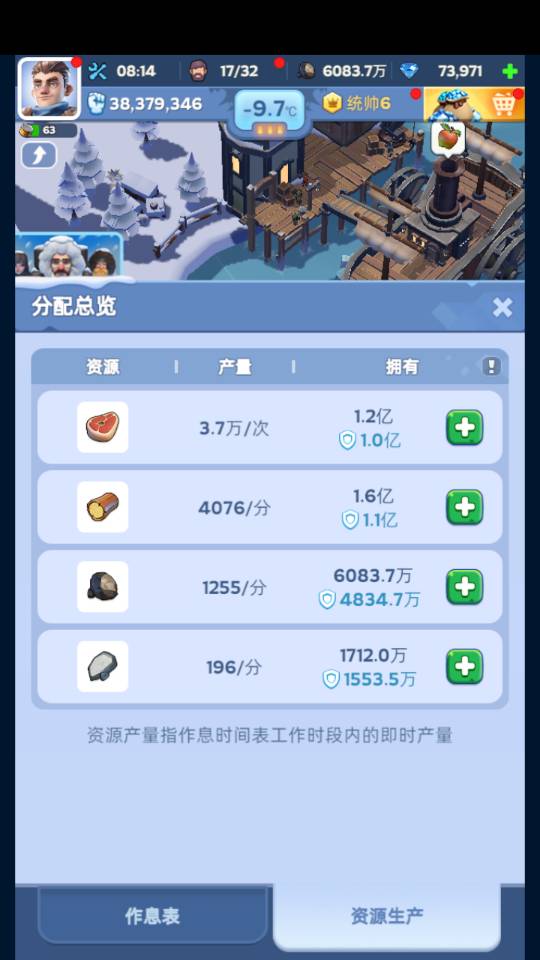 08:14
17/32
6083.7万
73,971
38,379,346
-9.7℃
统帅6
63
分配总览
资源
产量
拥有
3.7万/次
1.2亿
1.0亿
4076/分
1.6亿
1.1亿
1255/分
6083.7万
4834.7万
196/分
1712.0万
1553.5万
资源产量指作息时间表工作时段内的即时产量
作息表
资源生产